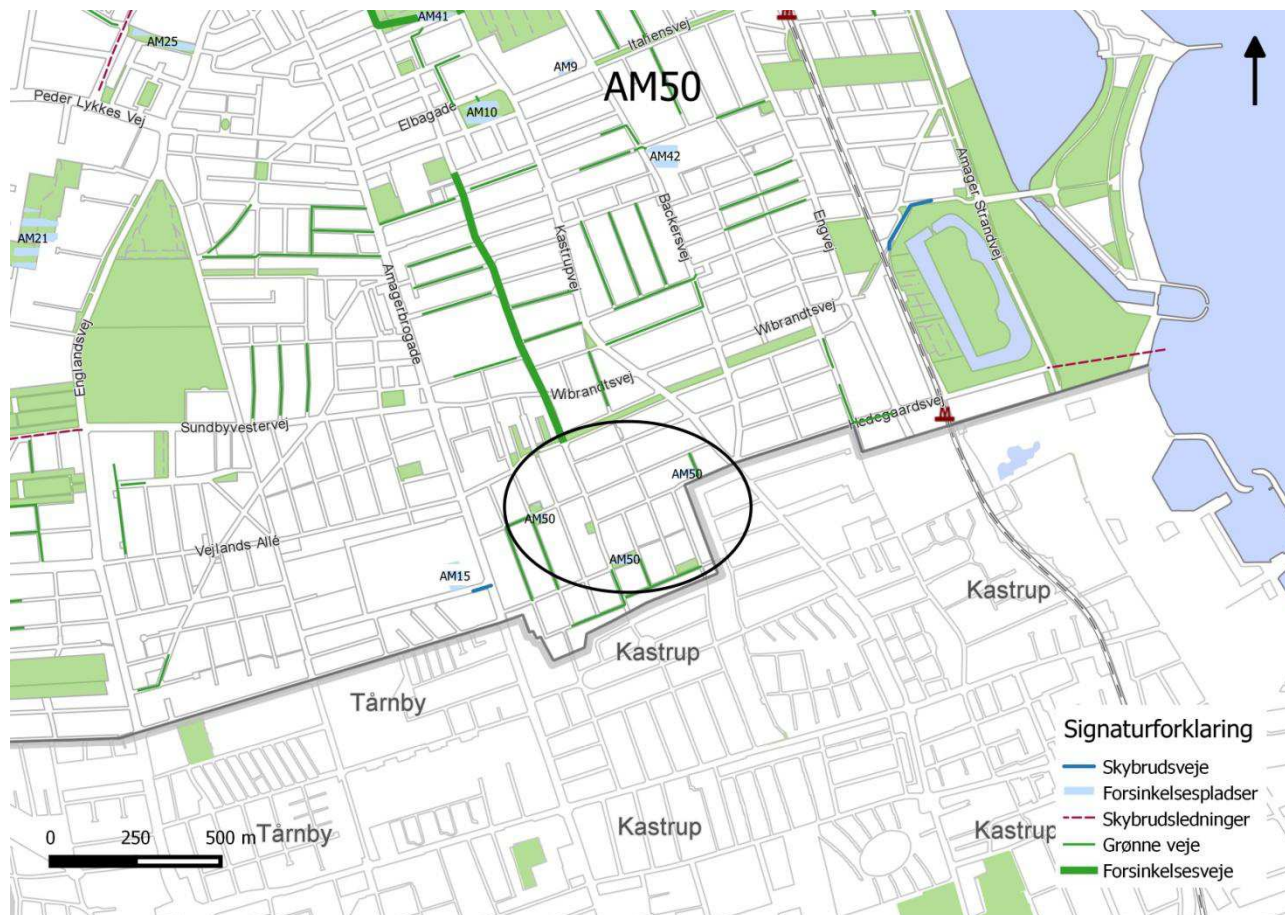 AM41
AM25
Italiensvej
AM9
AM50
Peder Lykkes Vej
Elbagade
AM10
AM42
Amager Strandvej
AM21
Backersvej
Engvej
Kastrupve
Amagerbrogade
Englandsvej
Wibrandtsvej
Wibrandtsvej
Hedegaardsvej
M
M
Sundbyvestervej
AM50
AM50
Vejlands Allé
AM50
AM15
Kastrup
Kastrup
Tårnby
Signaturforklaring
Skybrudsveje
Forsinkelsespladser
Skybrudsledninger
Grønne veje
Forsinkelsesveje
0 250 500 m
Tårnby
Kastrup
Kastrup